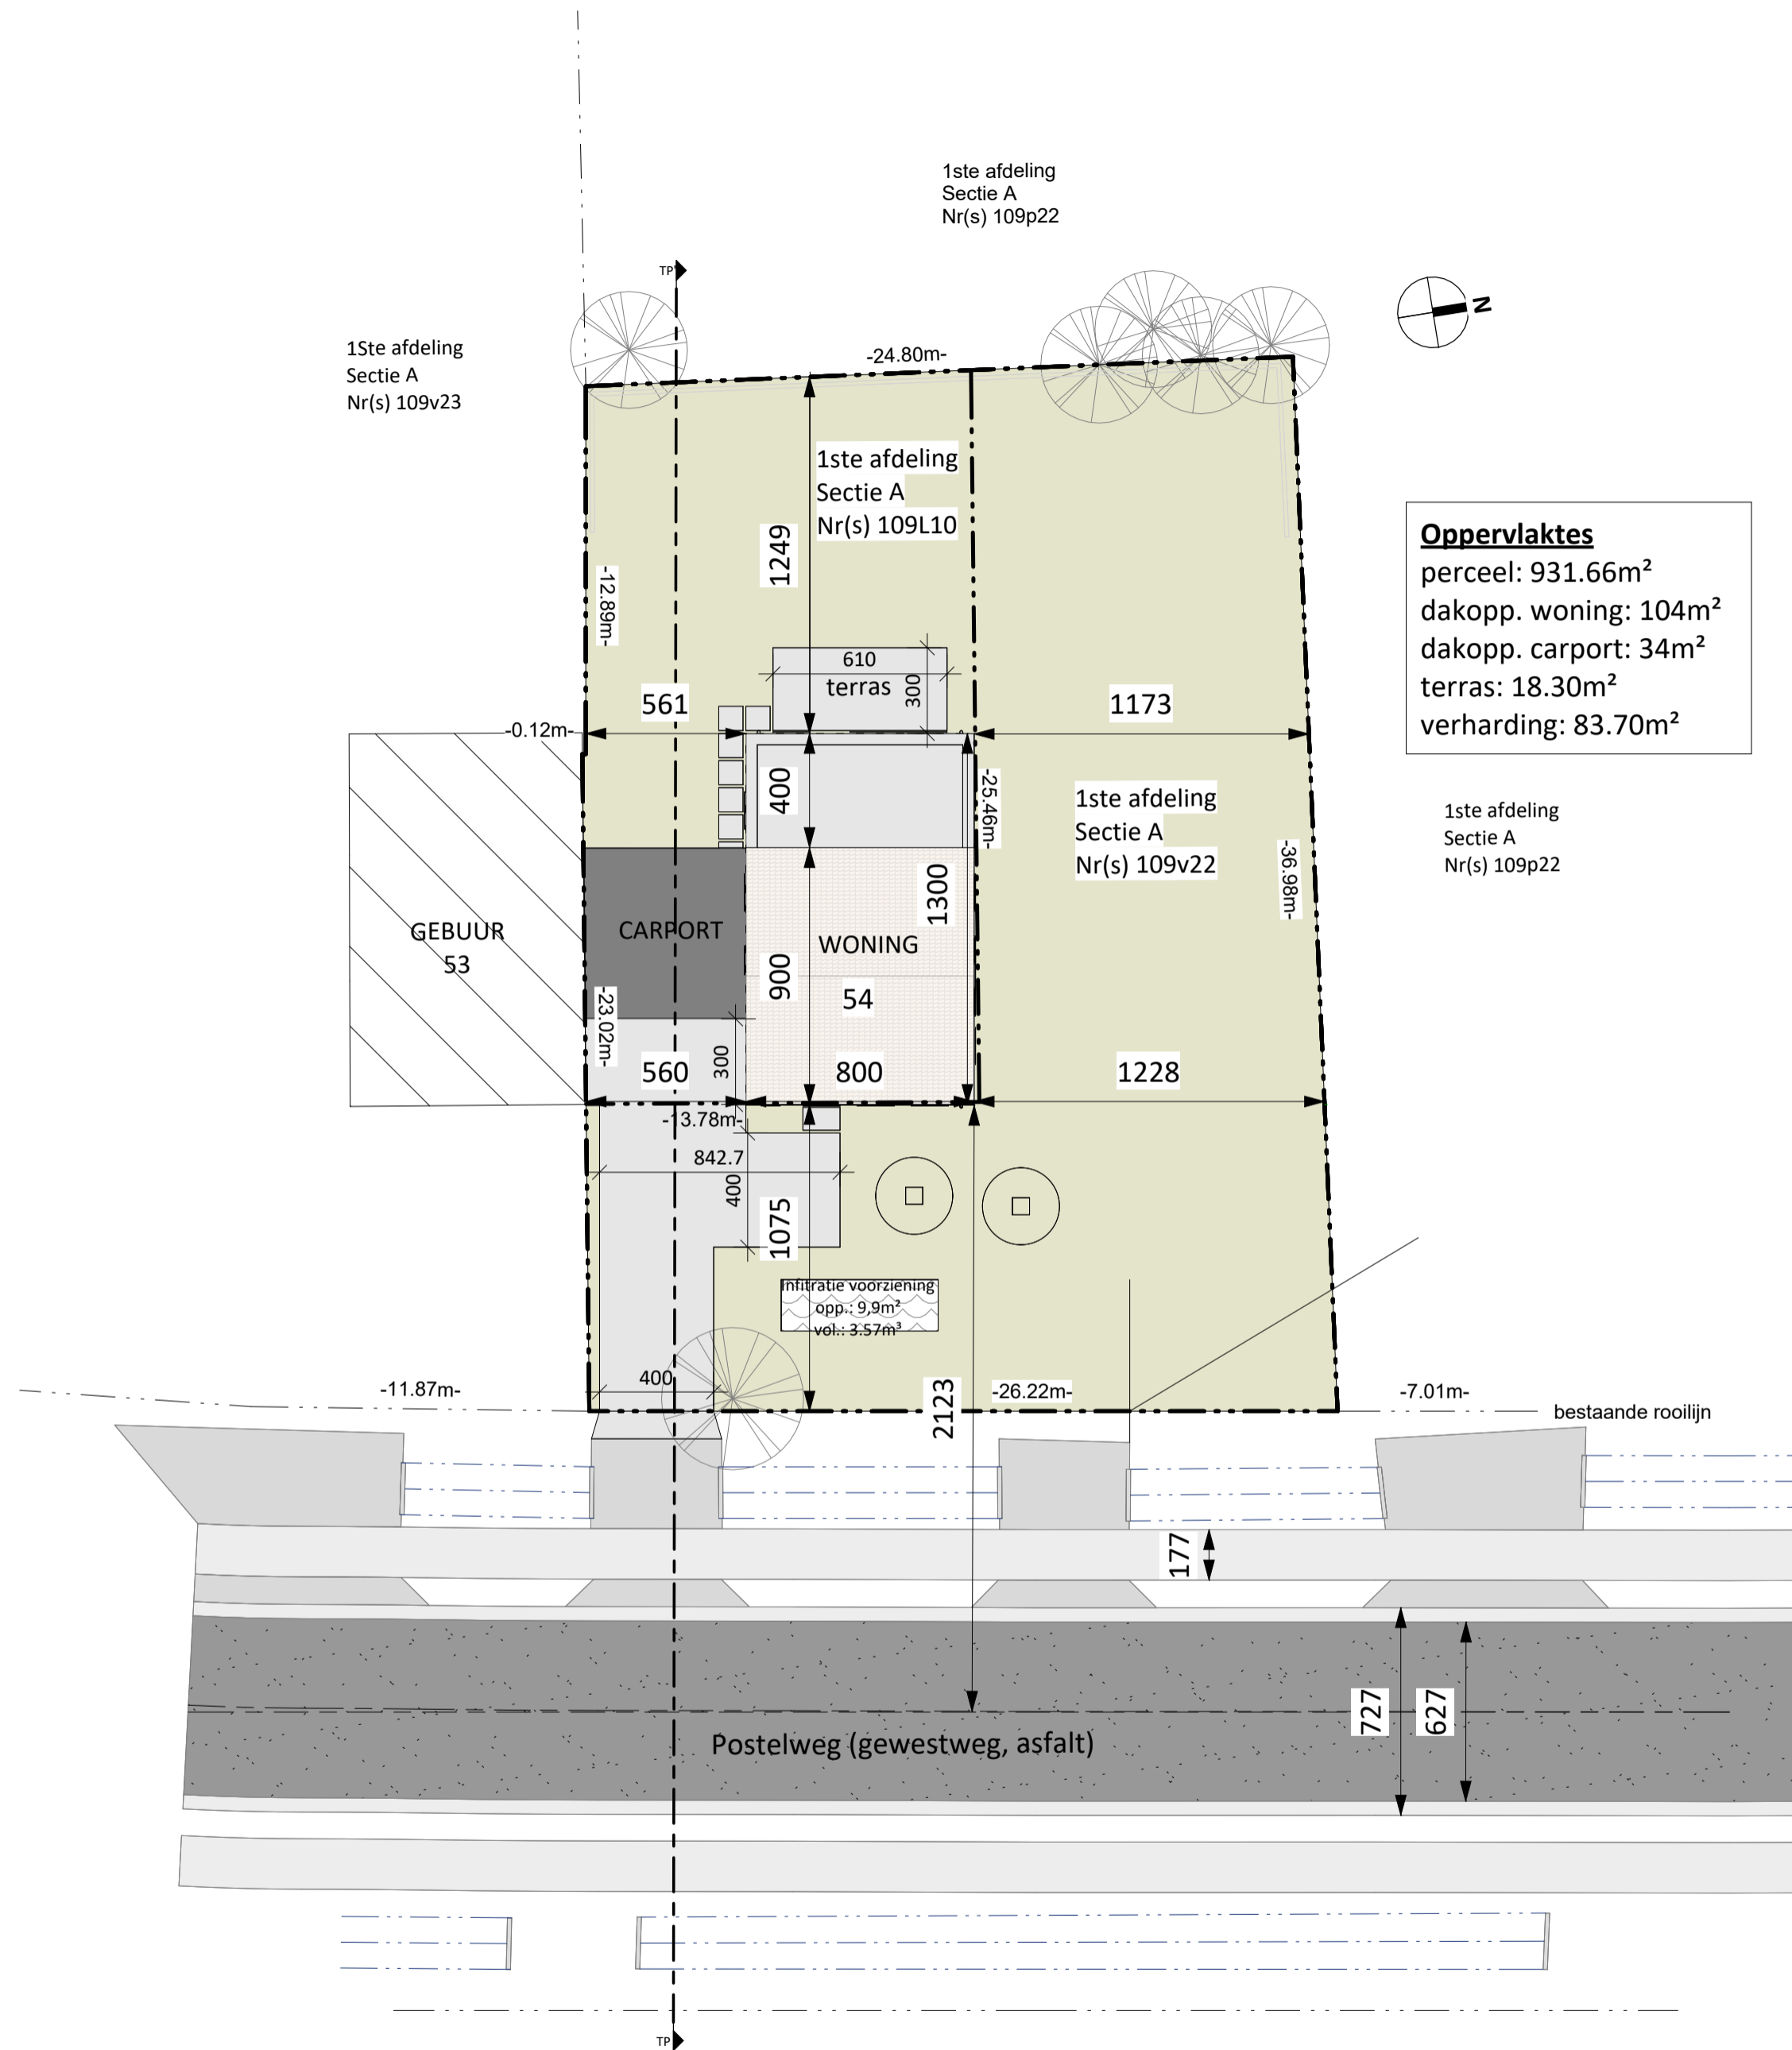 1ste afdeling
Sectie A
Nr(s) 109p22
TP
N
1Ste afdeling
Sectie A
Nr(s) 109v23
-24.80m-
1ste afdeling
Sectie A
Nr(s) 109L10
1249
-12.89m-
Oppervlaktes
perceel: 931.66m²
dakopp. woning: 104m²
dakopp. carport: 34m²
terras: 18.30m²
verharding: 83.70m²
610
terras
300
561
1173
-0.12m-
400
-25.46m-
1ste afdeling
Sectie A
Nr(s) 109v22
1ste afdeling
Sectie A
Nr(s) 109p22
-36.98m-
1300
GEBUUR
53
CARPORT
WONING
54
900
-23.02m-
300
560
800
1228
-13.78m-
842.7
400
1075
Infitratie voorziening
opp.: 9,9m²
vol.: 3.57m³
400
-11.87m-
2123
-26.22m-
-7.01m-
bestaande rooilijn
177
727
627
Postelweg (gewestweg, asfalt)
TP